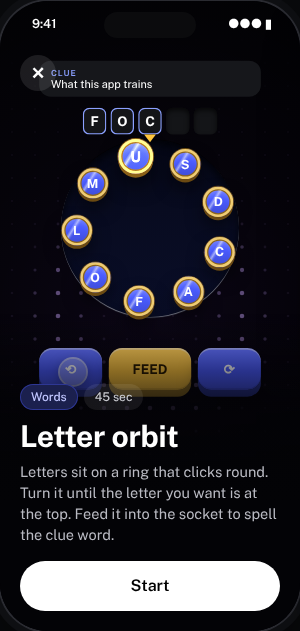 9:41
CLUE
What this app trains
F O C
U
S
M
D
L
C
O
A
F
FEED
Words
45 sec
Letter orbit
Letters sit on a ring that clicks round.
Turn it until the letter you want is at
the top. Feed it into the socket to spell
the clue word.
Start